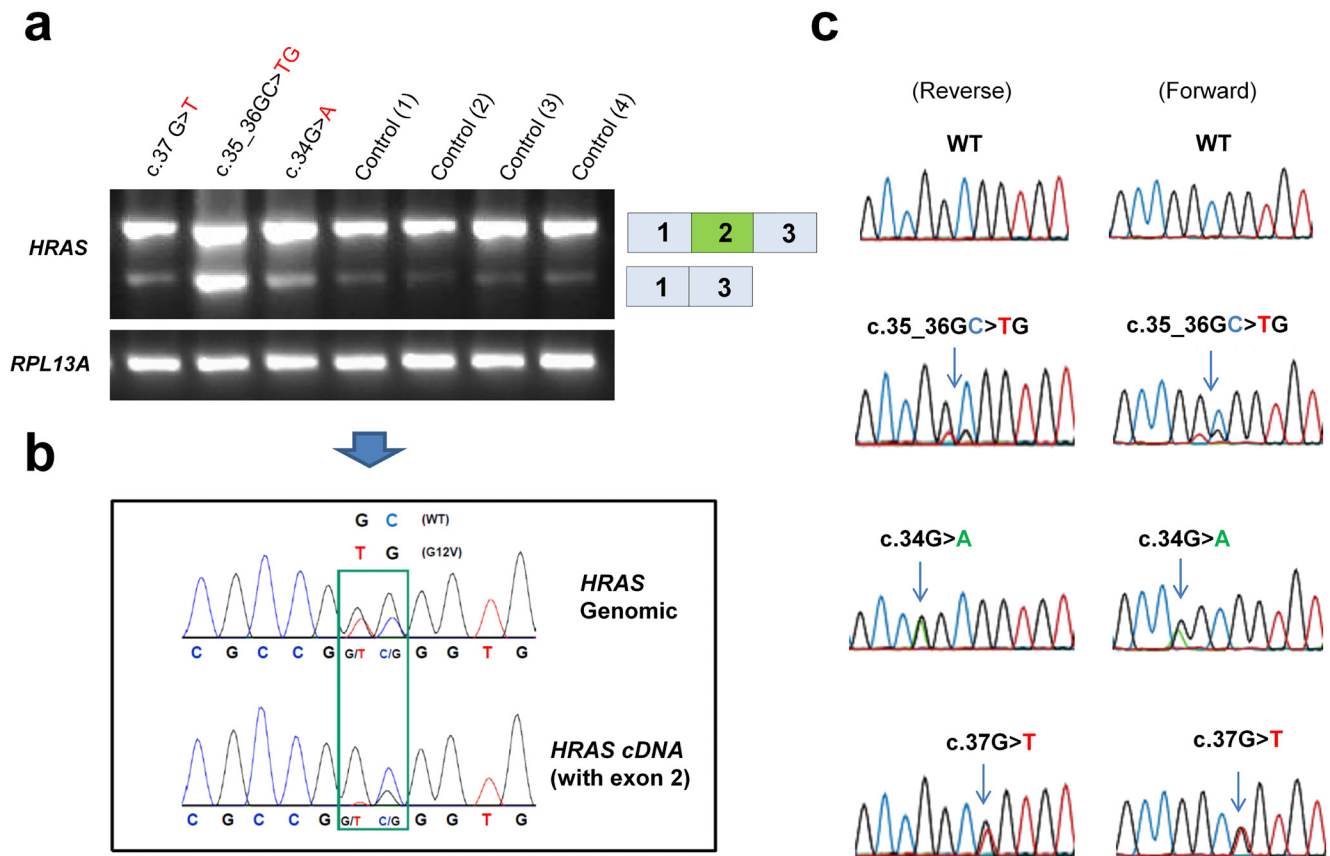 a
c.37 G>T
c.35_36GC>TG
c.34G>A
Control (1)
Control (2)
Control (3)
Control (4)
HRAS
1 2 3
1 3
RPL13A
b
G C (WT)
T G (G12V)
HRAS
Genomic
C G C C G G/T C/G G G T G
HRAS cDNA
(with exon 2)
C G C C G G/T C/G G G T G
c
(Reverse) (Forward)
WT WT
c.35_36GC>TG c.35_36GC>TG
c.34G>A c.34G>A
c.37G>T c.37G>T